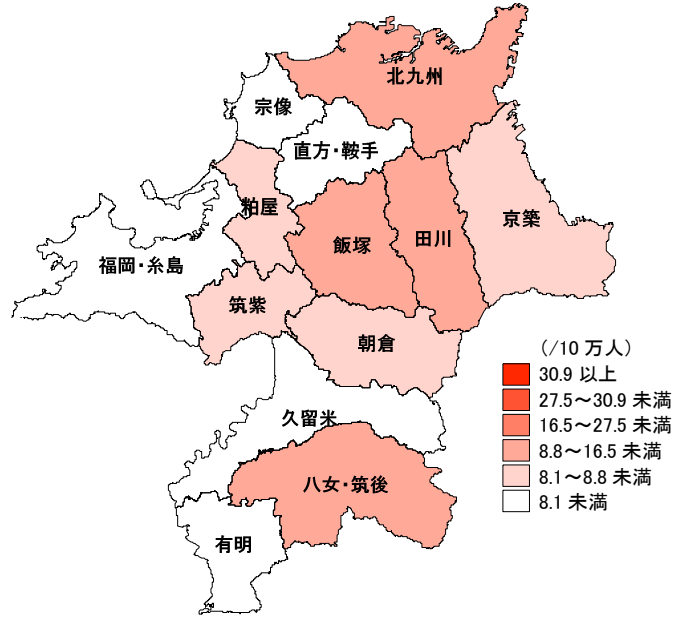 北九州
宗像
直方・鞍手
粕屋
京築
飯塚
田川
福岡・糸島
筑紫
朝倉
久留米
八女・筑後
有明
（/10 万人）
30.9 以上
27.5～30.9 未満
16.5～27.5 未満
8.8～16.5 未満
8.1～8.8 未満
8.1 未満